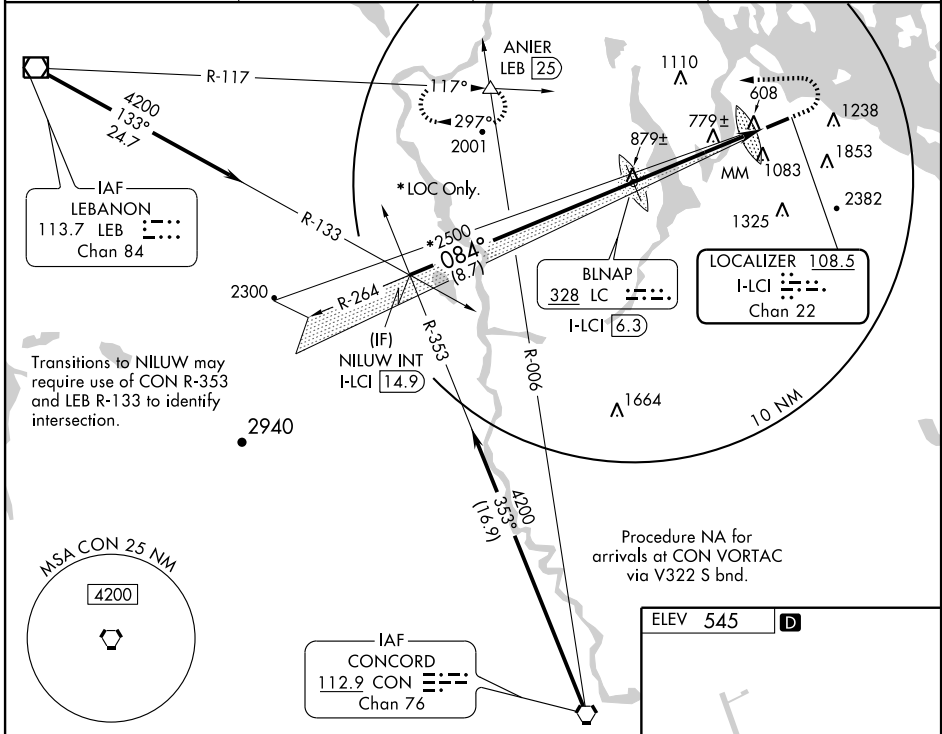 ANIER
LEB 25
R-117
117°
297°
2001
1110
608
1238
779±
879±
MM
1083
1853
2382
1325
4200
133°
24.7
IAF
LEBANON
113.7 LEB
Chan 84
*LOC Only.
R-133
*2500
084°
(8.7)
2300
R-264
BLNAP
328 LC
I-LCI 6.3
LOCALIZER 108.5
I-LCI
Chan 22
(IF)
NILUW INT
I-LCI 14.9
R-353
R-006
Transitions to NILUW may
require use of CON R-353
and LEB R-133 to identify
intersection.
1664
10 NM
2940
4200
353°
(16.9)
Procedure NA for
arrivals at CON VORTAC
via V322 S bnd.
MSA CON 25 NM
4200
IAF
CONCORD
112.9 CON
Chan 76
ELEV 545 D